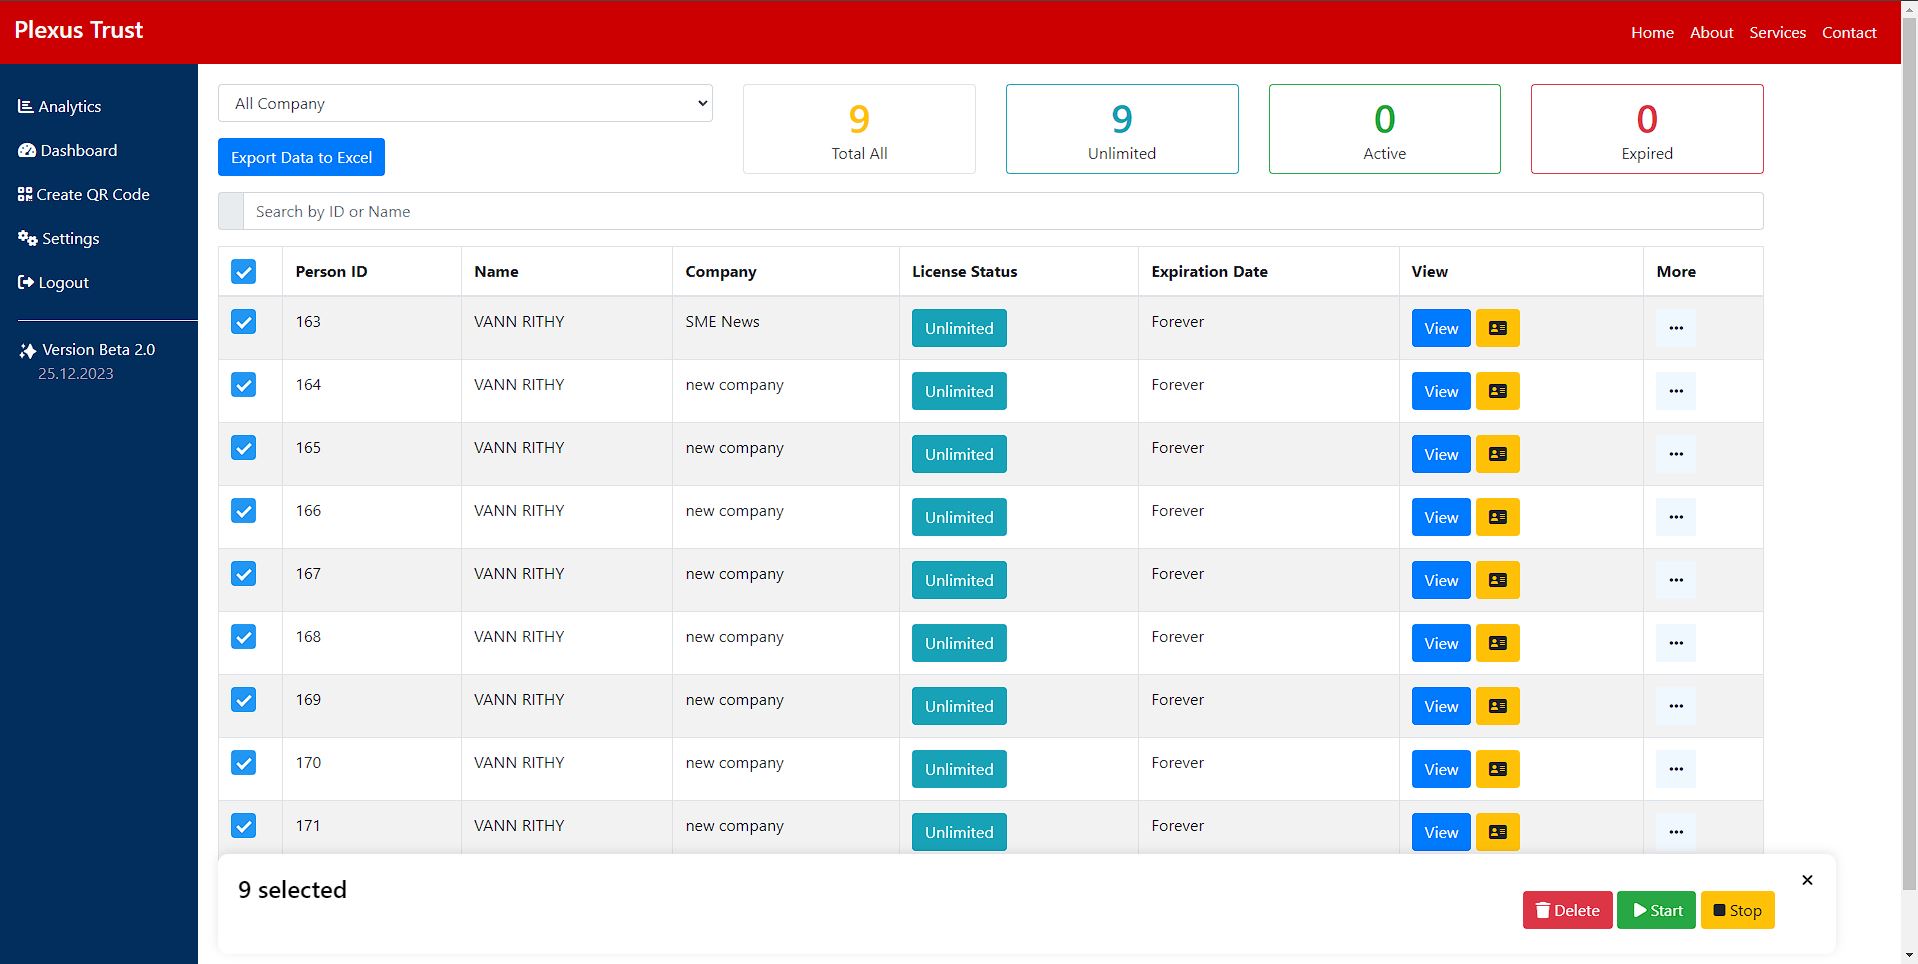 Plexus Trust
Home About Services Contact
Analytics
Dashboard
Create QR Code
Settings
Logout
Version Beta 2.0
25.12.2023
All Company
Export Data to Excel
9
Total All
9
Unlimited
0
Active
0
Expired
Search by ID or Name
Person ID Name Company License Status Expiration Date View More
163 VANN RITHY SME News Unlimited Forever View
164 VANN RITHY new company Unlimited Forever View
165 VANN RITHY new company Unlimited Forever View
166 VANN RITHY new company Unlimited Forever View
167 VANN RITHY new company Unlimited Forever View
168 VANN RITHY new company Unlimited Forever View
169 VANN RITHY new company Unlimited Forever View
170 VANN RITHY new company Unlimited Forever View
171 VANN RITHY new company Unlimited Forever View
9 selected
Delete Start Stop